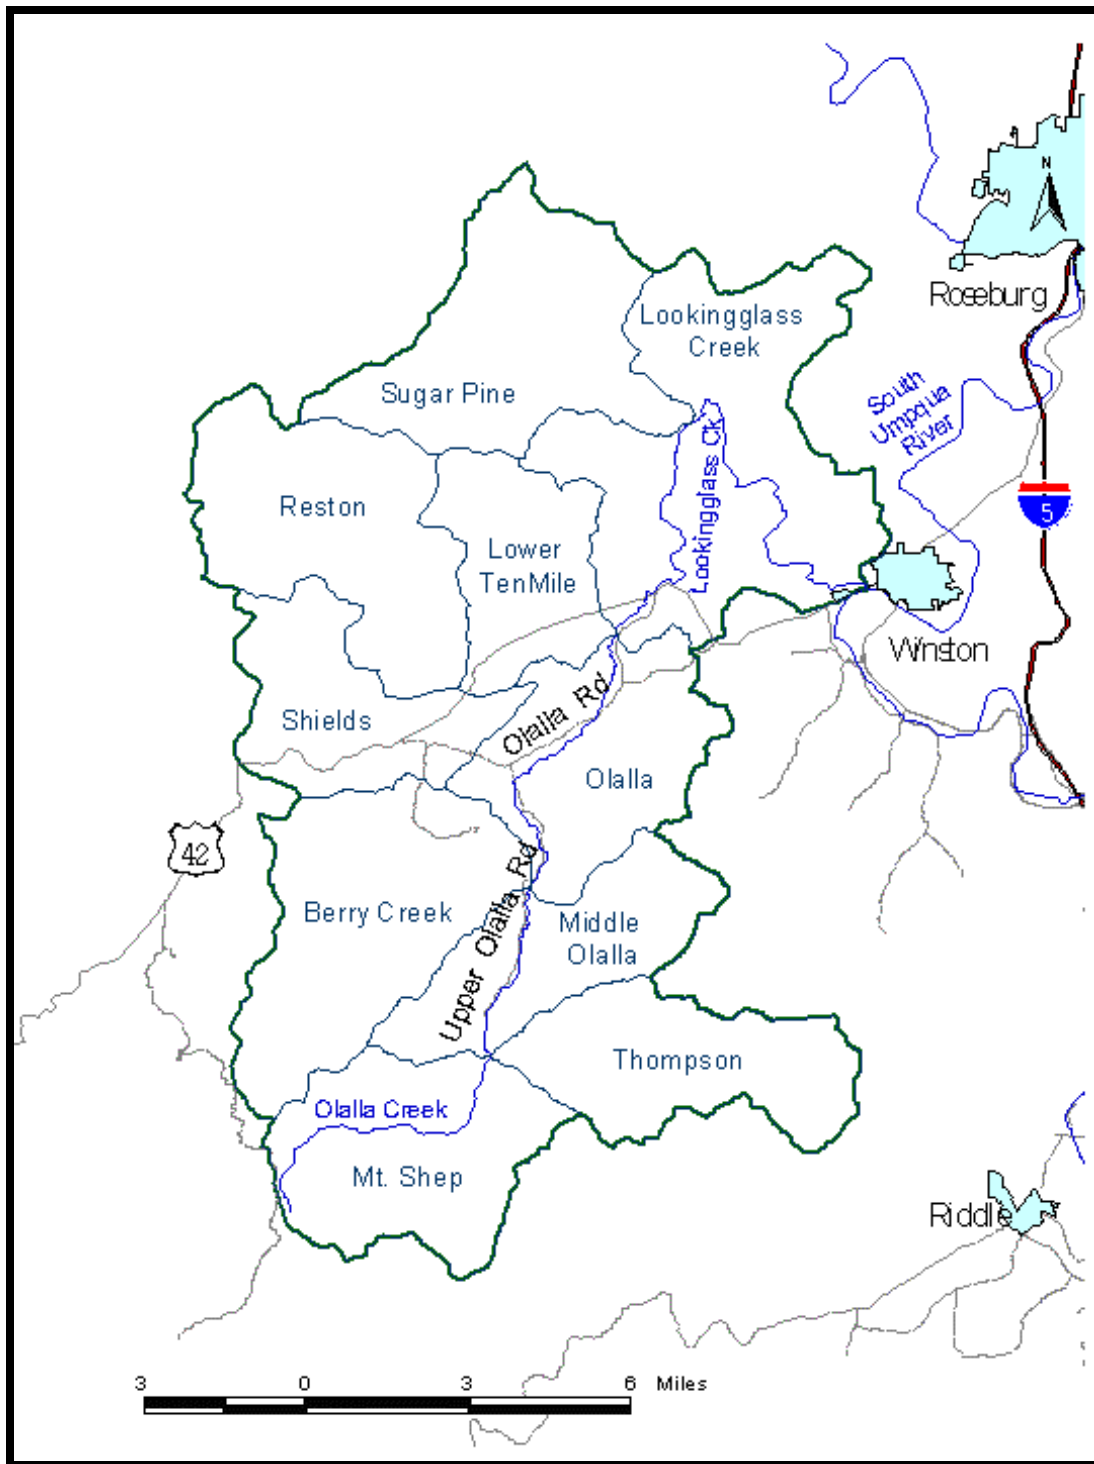 N
Roseburg
Lookingglass
Creek
Sugar Pine
South
Umpqua
River
Lookingglass Ck
Reston
5
Lower
TenMile
Winston
Olalla Rd
Shields
Olalla
42
Upper Olalla Rd
Berry Creek
Middle
Olalla
Thompson
Olalla Creek
Mt. Shep
Riddle
3 0 3 6 Miles